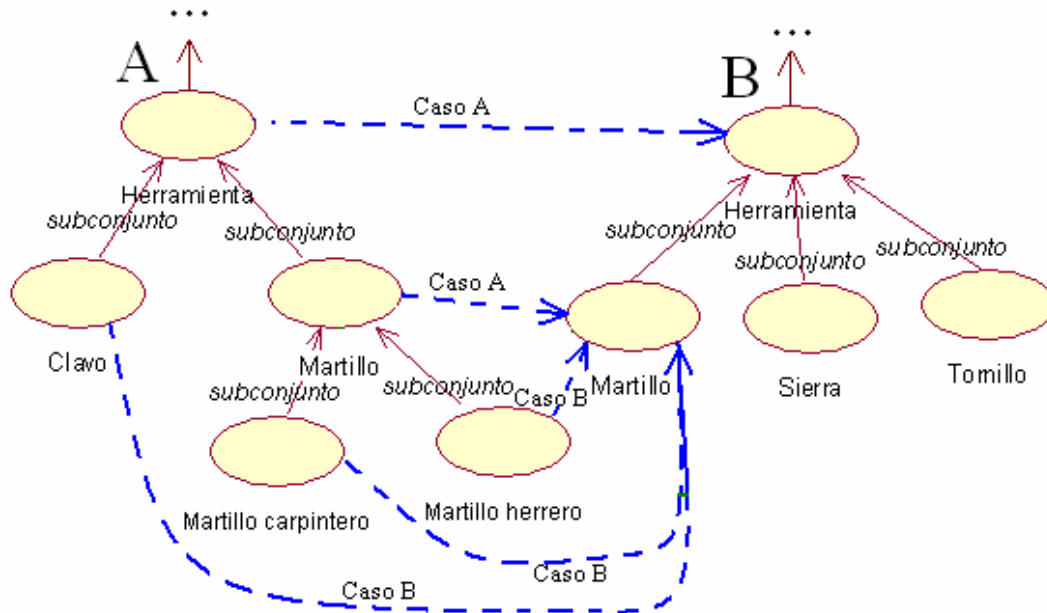 ...
...
A
B
Caso A
Herramienta
Herramienta
subconjunto
subconjunto
subconjunto
subconjunto
subconjunto
Caso A
Clavo
Martillo
Martillo
Sierra
Tornillo
subconjunto
subconjunto
Caso B
Martillo carpintero
Martillo herrero
Caso B
Caso B